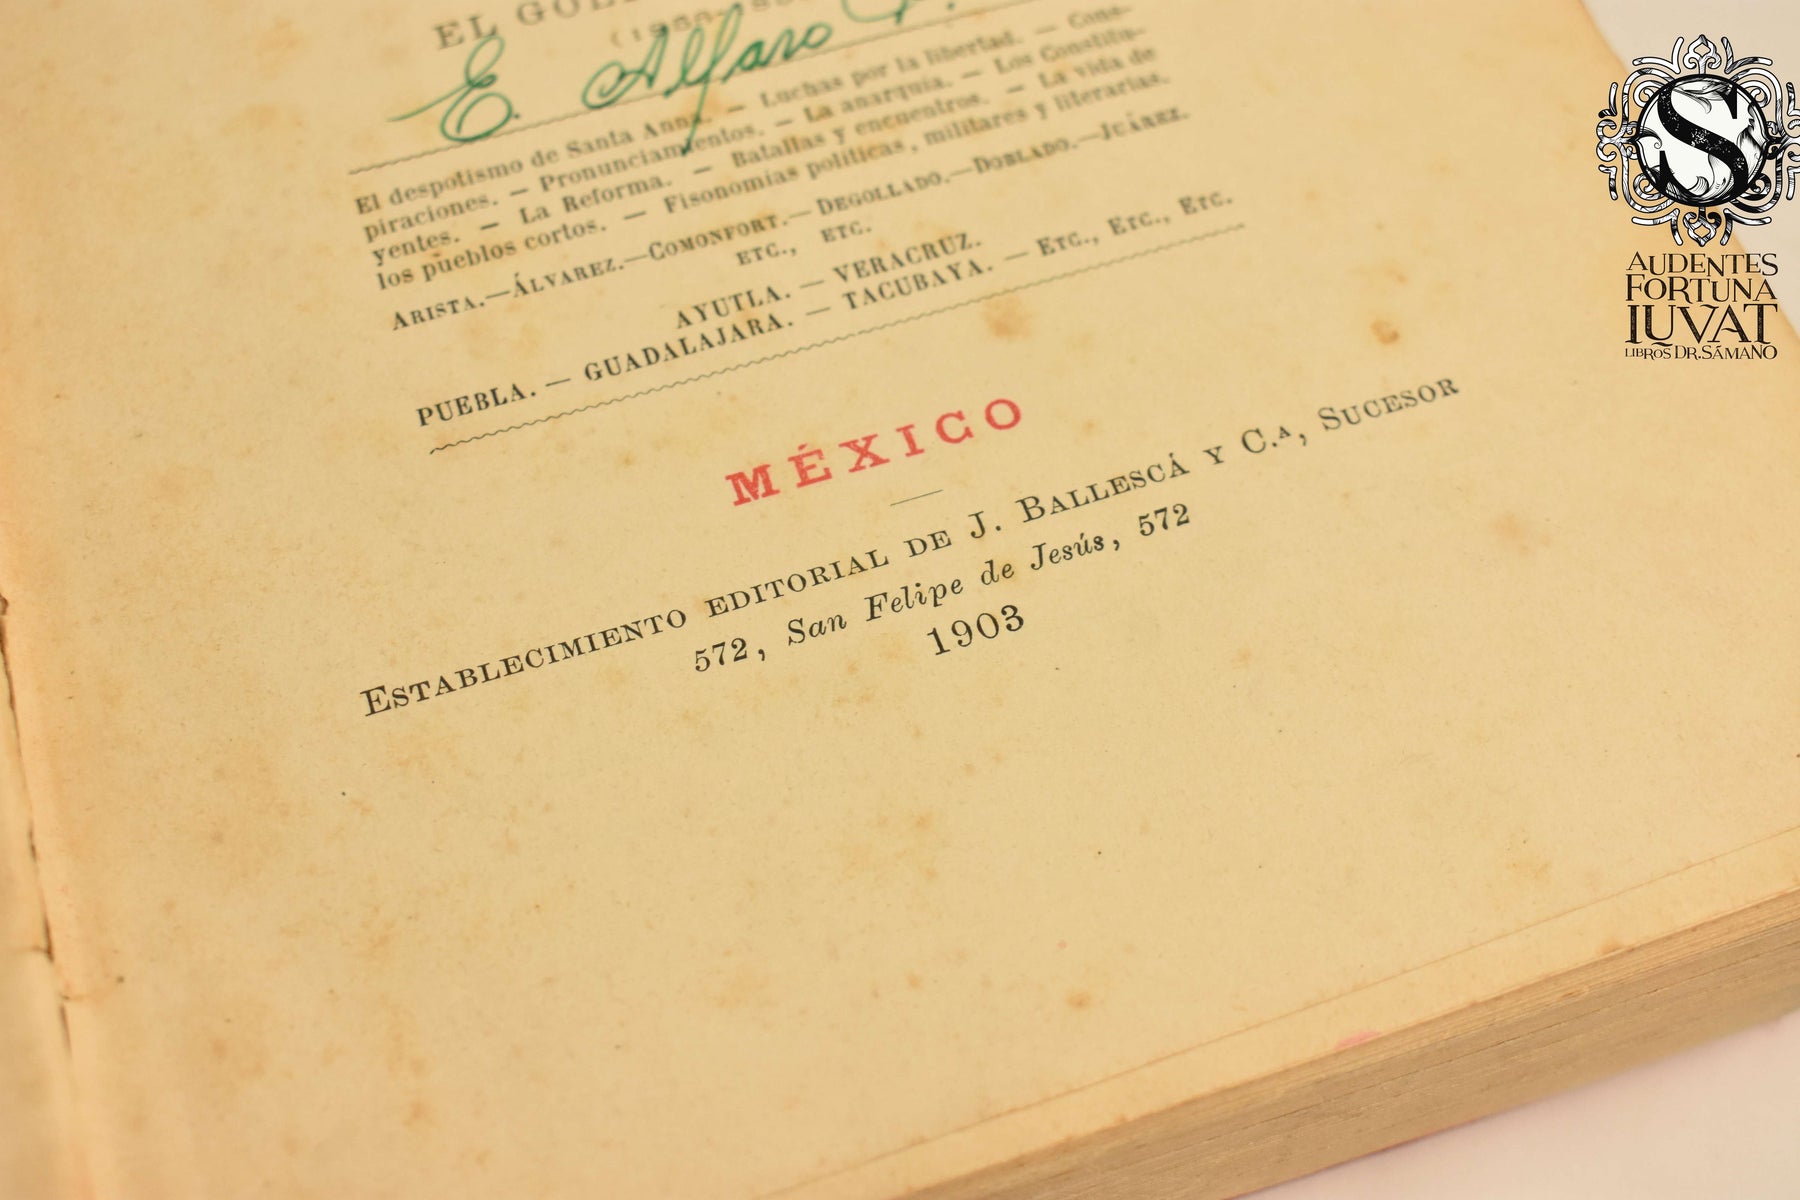 EL
E. Alfaro
El despotismo de Santa Anna. — Luchas por la libertad. — Cons-
piraciones. — Pronunciamientos. — La anarquía. — Los Constitu-
yentes. — La Reforma. — Batallas y encuentros. — La vida de
los pueblos cortos. — Fisonomías políticas, militares y literarias.
ARISTA.—ÁLVAREZ.—COMONFORT.—DEGOLLADO.—DOBLADO.—JUÁREZ.
ETC., ETC.
AYUTLA. — VERACRUZ.
PUEBLA. — GUADALAJARA. — TACUBAYA. — ETC., ETC., ETC.
MÉXICO
ESTABLECIMIENTO EDITORIAL DE J. BALLESCÁ Y C.ª, SUCESOR
572, San Felipe de Jesús, 572
1903
S
AUDENTES
FORTUNA
IUVAT
LIBROS DR. SÁMANO